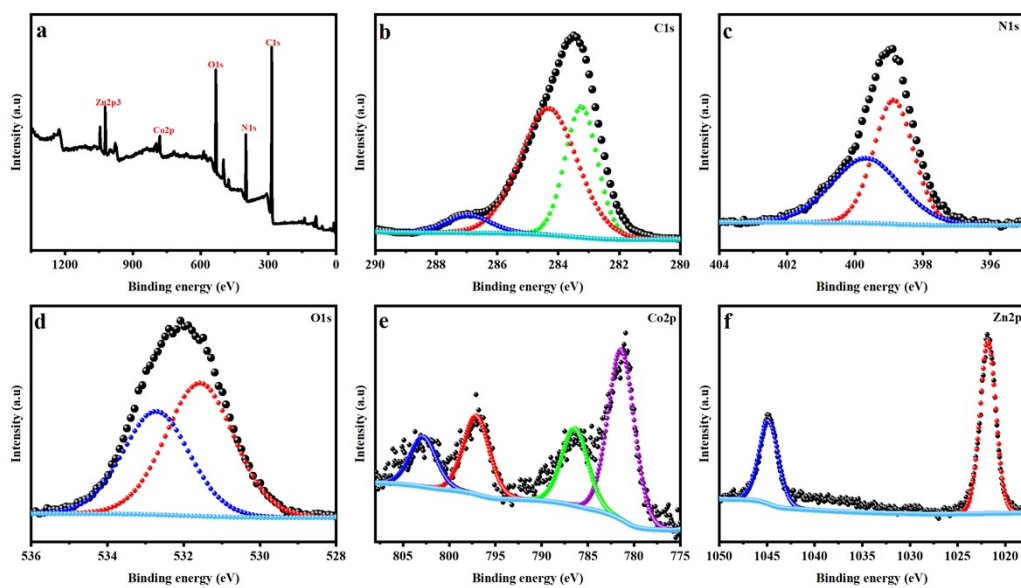 a
C1s
O1s
Zn2p3
Co2p
N1s
Intensity (a.u)
1200 900 600 300 0
Binding energy (eV)
b
C1s
Intensity (a.u)
290 288 286 284 282 280
Binding energy (eV)
c
N1s
Intensity (a.u)
404 402 400 398 396
Binding energy (eV)
d
O1s
Intensity (a.u)
536 534 532 530 528
Binding energy (eV)
e
Co2p
Intensity (a.u)
805 800 795 790 785 780 775
Binding energy (eV)
f
Zn2p
Intensity (a.u)
1050 1045 1040 1035 1030 1025 1020
Binding energy (eV)